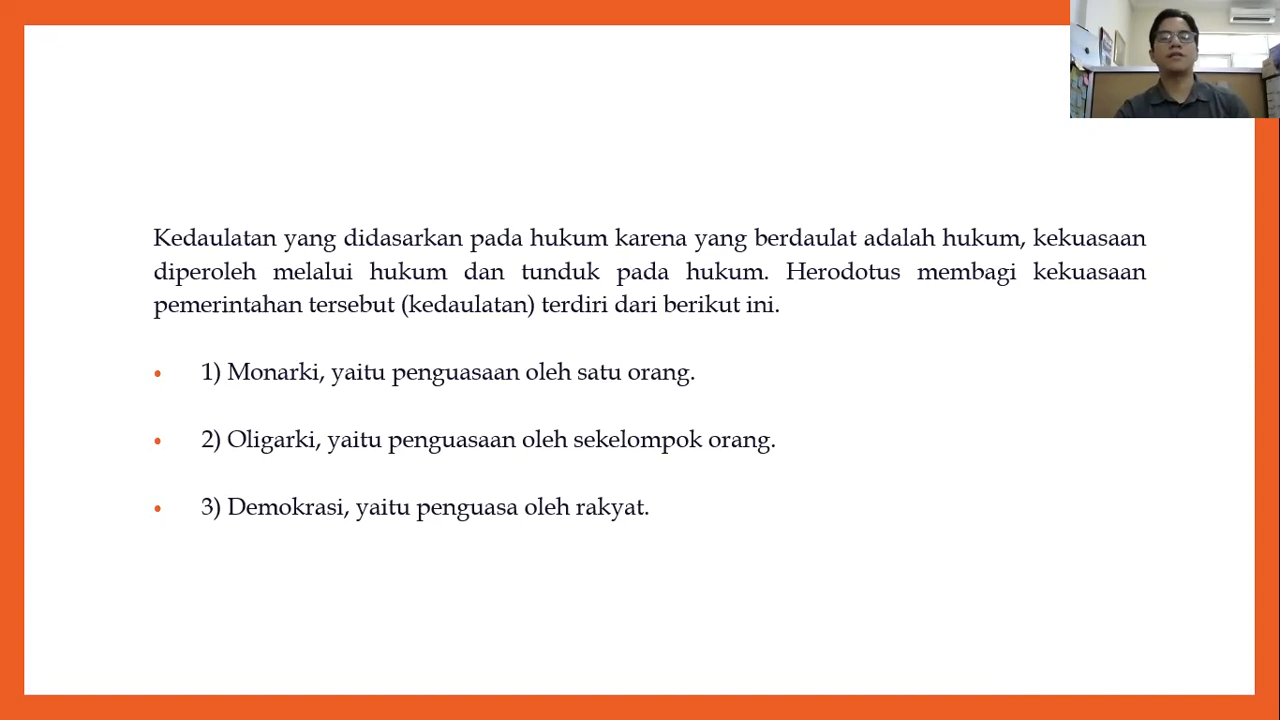 Kedaulatan yang didasarkan pada hukum karena yang berdaulat adalah hukum, kekuasaan
diperoleh melalui hukum dan tunduk pada hukum. Herodotus membagi kekuasaan
pemerintahan tersebut (kedaulatan) terdiri dari berikut ini.
• 1) Monarki, yaitu penguasaan oleh satu orang.
• 2) Oligarki, yaitu penguasaan oleh sekelompok orang.
• 3) Demokrasi, yaitu penguasa oleh rakyat.